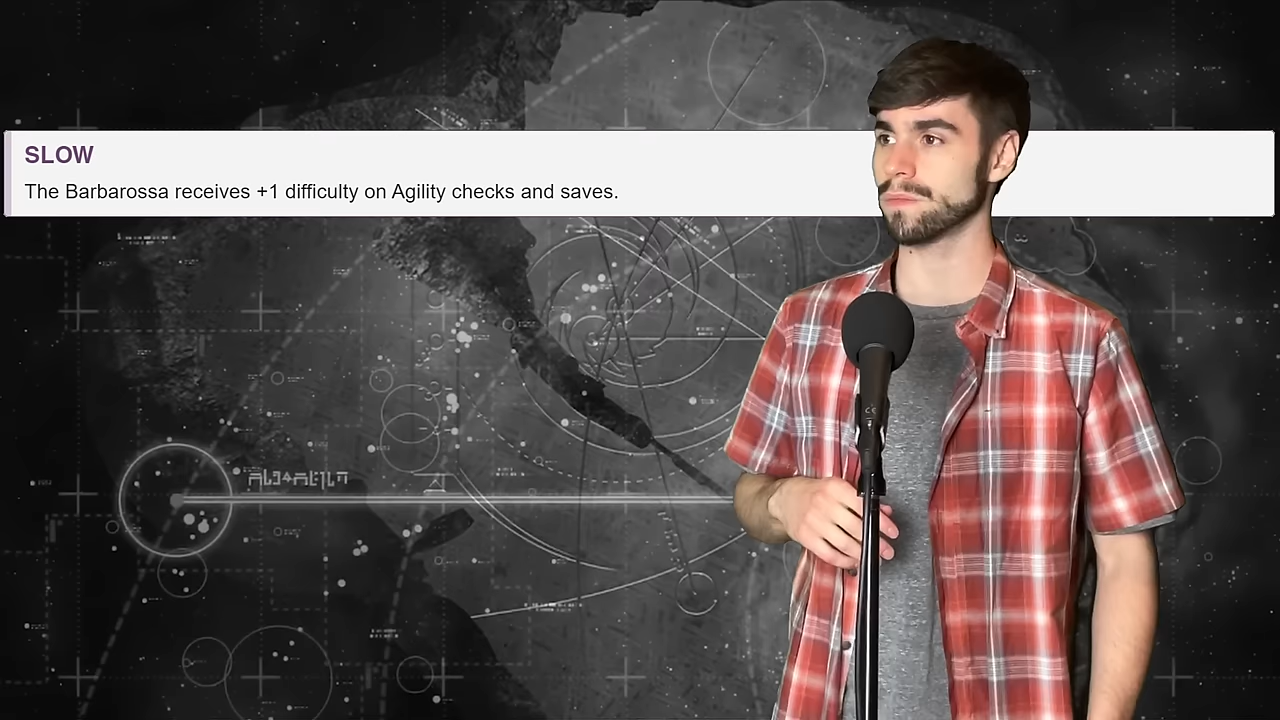 SLOW
The Barbarossa receives +1 difficulty on Agility checks and saves.